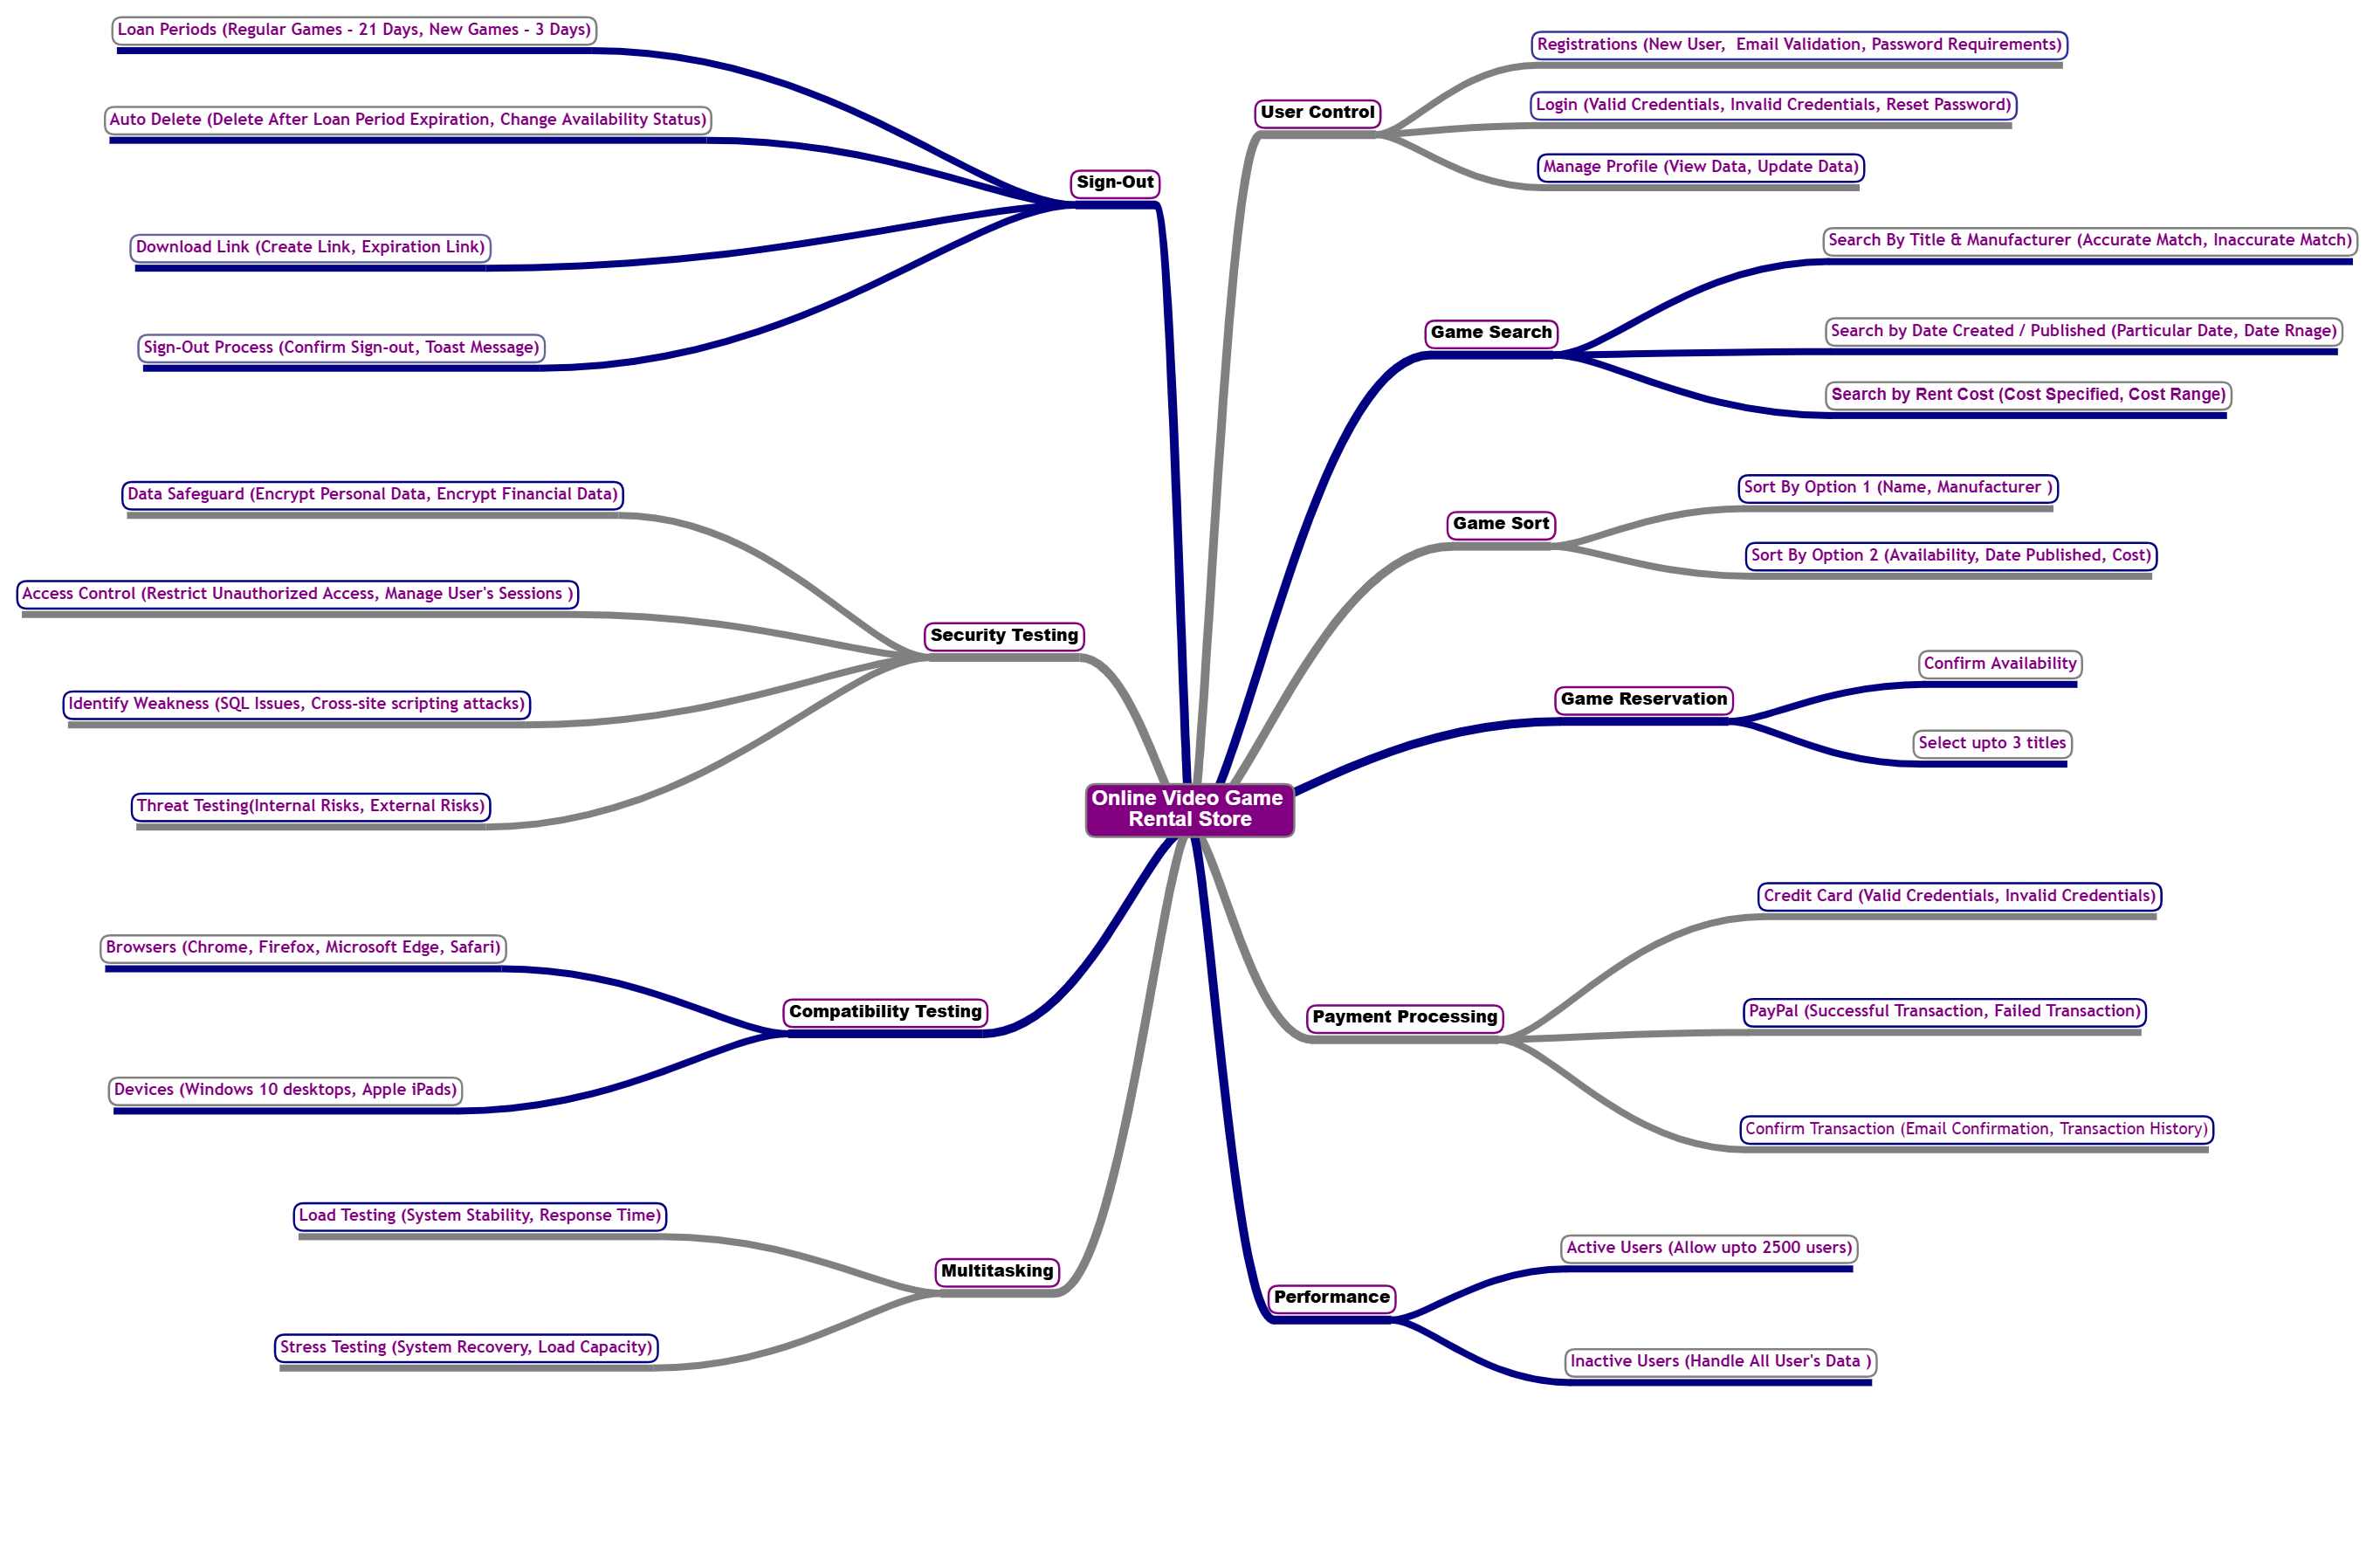 Loan Periods (Regular Games - 21 Days, New Games - 3 Days)
Auto Delete (Delete After Loan Period Expiration, Change Availability Status)
Sign-Out
Download Link (Create Link, Expiration Link)
Sign-Out Process (Confirm Sign-out, Toast Message)
Data Safeguard (Encrypt Personal Data, Encrypt Financial Data)
Access Control (Restrict Unauthorized Access, Manage User's Sessions )
Security Testing
Identify Weakness (SQL Issues, Cross-site scripting attacks)
Threat Testing(Internal Risks, External Risks)
Browsers (Chrome, Firefox, Microsoft Edge, Safari)
Compatibility Testing
Devices (Windows 10 desktops, Apple iPads)
Load Testing (System Stability, Response Time)
Multitasking
Stress Testing (System Recovery, Load Capacity)
Online Video Game
Rental Store
Registrations (New User,  Email Validation, Password Requirements)
User Control
Login (Valid Credentials, Invalid Credentials, Reset Password)
Manage Profile (View Data, Update Data)
Search By Title & Manufacturer (Accurate Match, Inaccurate Match)
Game Search
Search by Date Created / Published (Particular Date, Date Rnage)
Search by Rent Cost (Cost Specified, Cost Range)
Sort By Option 1 (Name, Manufacturer )
Game Sort
Sort By Option 2 (Availability, Date Published, Cost)
Confirm Availability
Game Reservation
Select upto 3 titles
Credit Card (Valid Credentials, Invalid Credentials)
Payment Processing
PayPal (Successful Transaction, Failed Transaction)
Confirm Transaction (Email Confirmation, Transaction History)
Active Users (Allow upto 2500 users)
Performance
Inactive Users (Handle All User's Data )